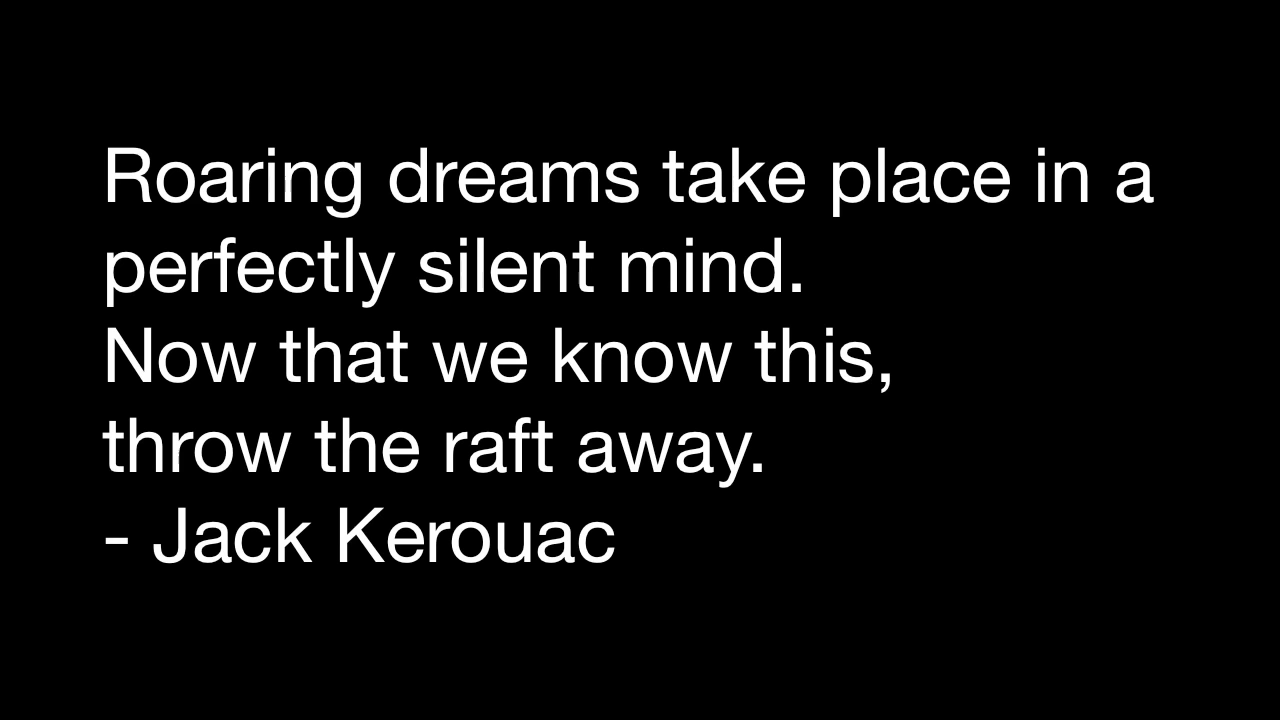 Roaring dreams take place in a
perfectly silent mind.
Now that we know this,
throw the raft away.
- Jack Kerouac